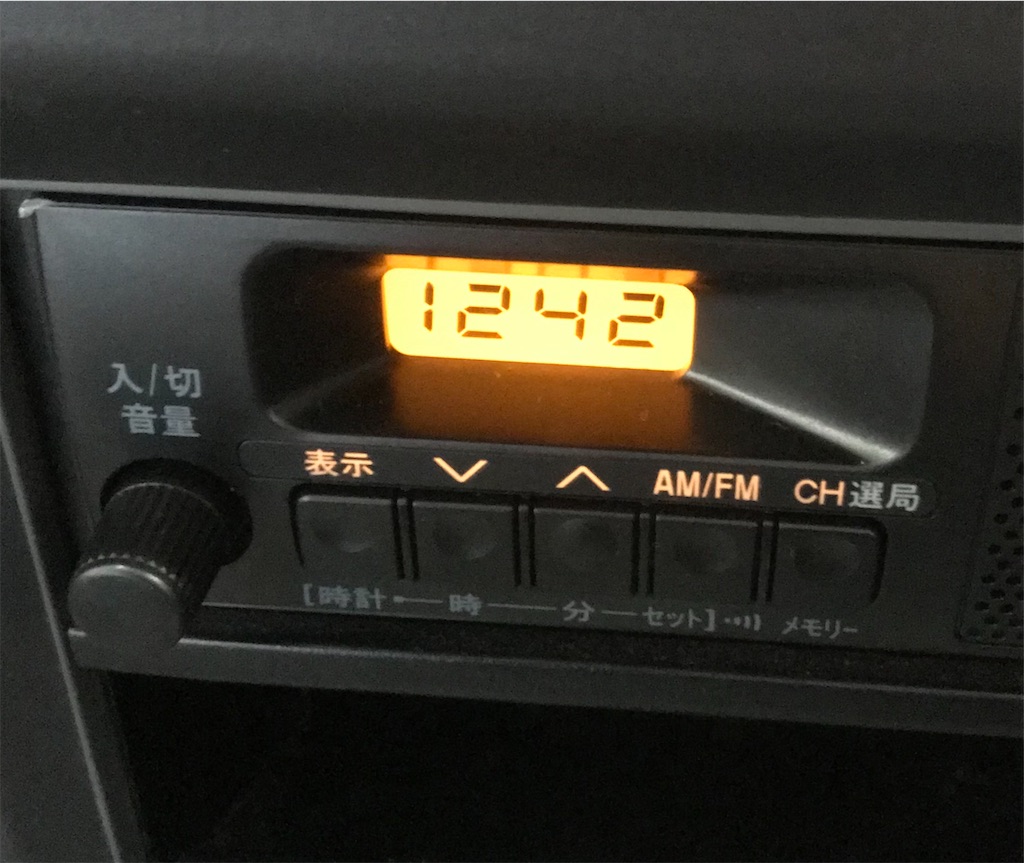 1242
入/切
音量
表示 ∨ ∧ AM/FM CH選局
[時計 時 分 セット] メモリー